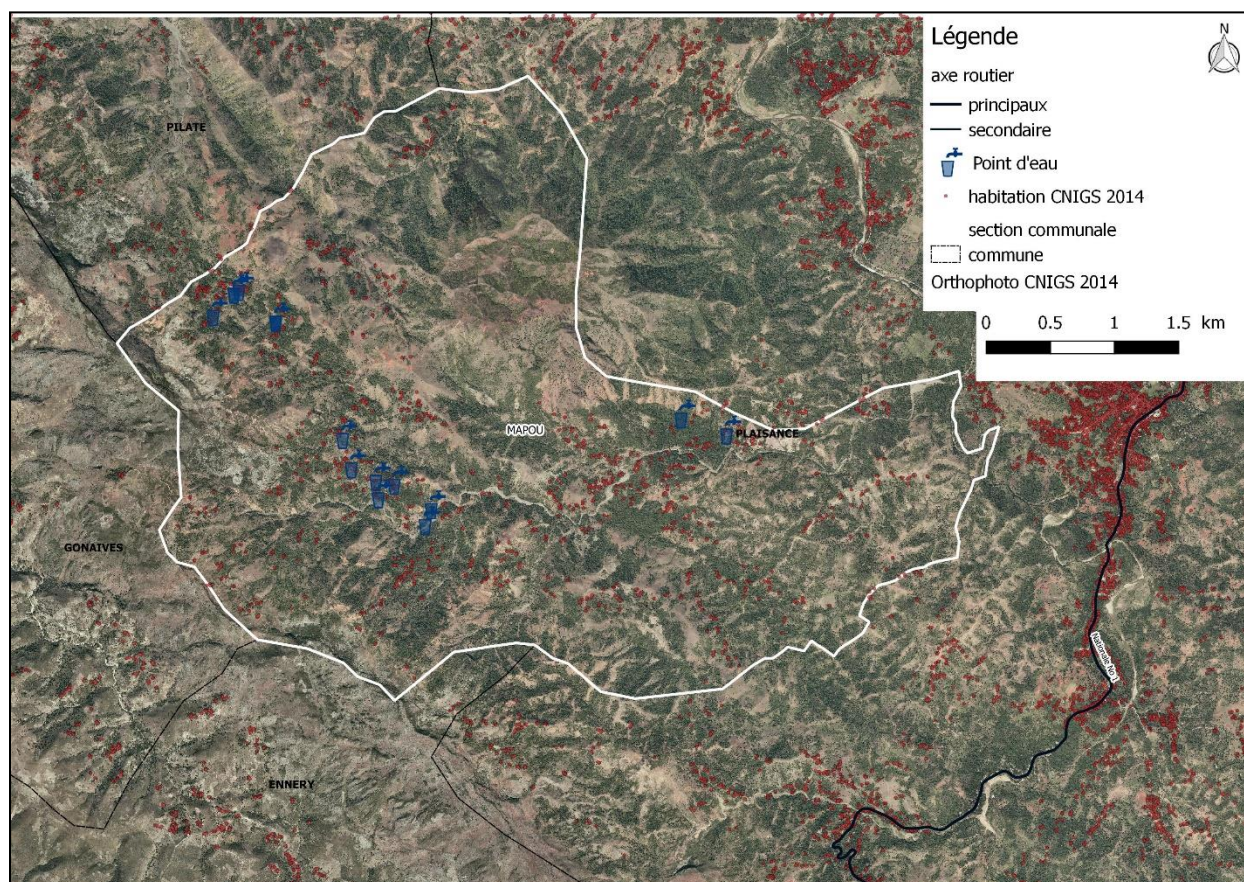 Légende
N
axe routier
principaux
secondaire
Point d'eau
habitation CNIGS 2014
section communale
commune
Orthophoto CNIGS 2014
0 0.5 1 1.5 km
PILATE
MAPOU
PLAISANCE
GONAIVES
Nationale No 1
ENNERY